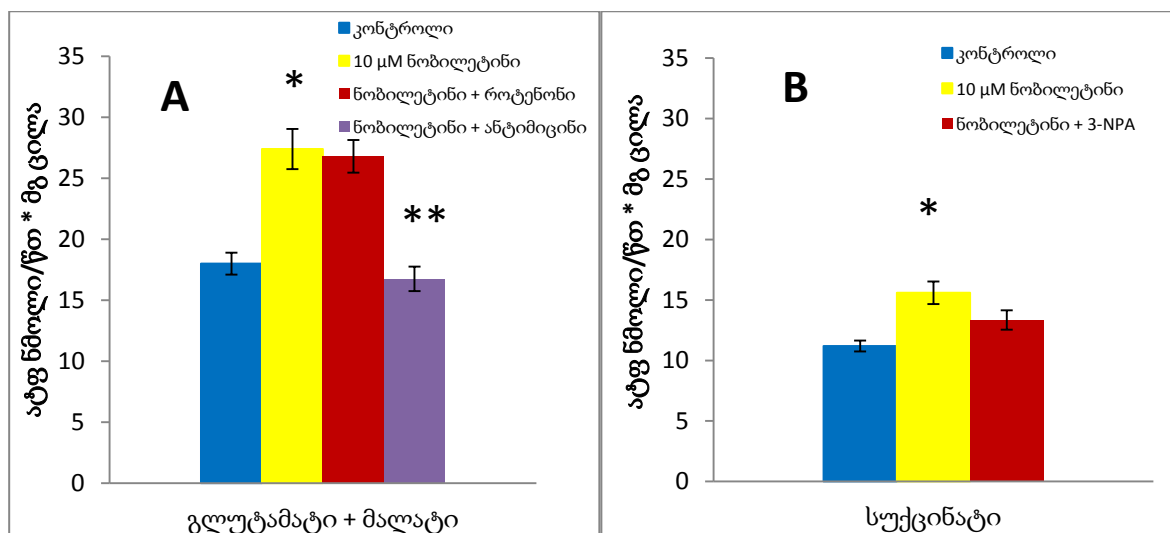 კონტროლი
10 μM ნობილეტინი
ნობილეტინი + როტენონი
ნობილეტინი + ანტიმიცინი
A
*
**
35
30
25
20
15
10
5
0
ატფ ნმოლი/წთ * მგ ცილა
გლუტამატი + მალატი
კონტროლი
10 μM ნობილეტინი
ნობილეტინი + 3-NPA
B
*
35
30
25
20
15
10
5
0
ატფ ნმოლი/წთ * მგ ცილა
სუქცინატი